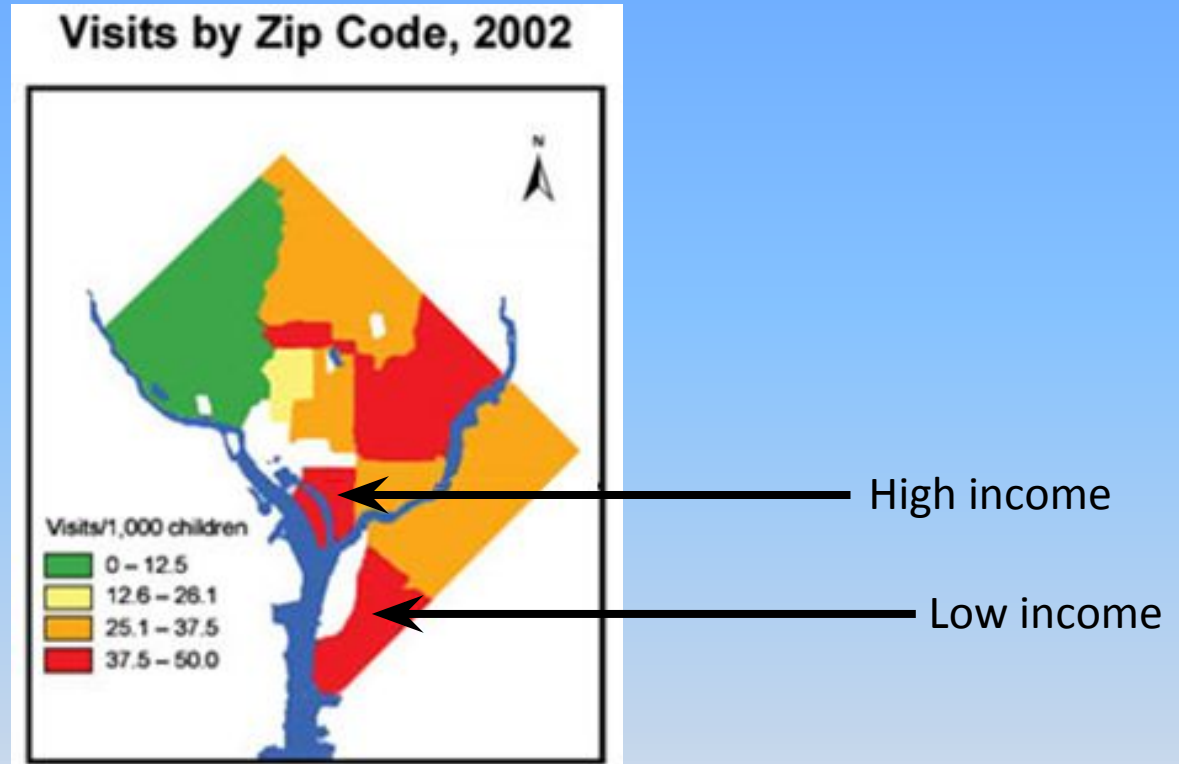 Visits by Zip Code, 2002
N
High income
Visits/1,000 children
0 – 12.5
12.6 – 26.1
25.1 – 37.5
37.5 – 50.0
Low income